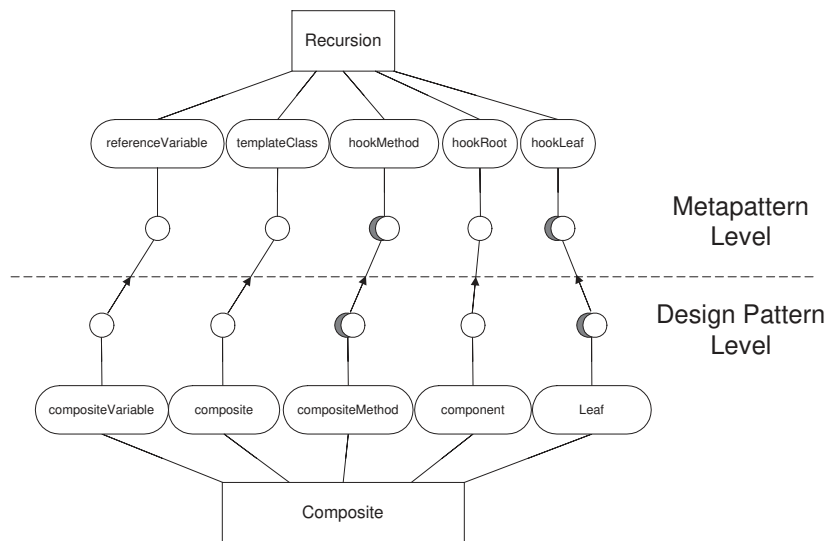 Recursion
referenceVariable
templateClass
hookMethod
hookRoot
hookLeaf
Metapattern
Level
Design Pattern
Level
compositeVariable
composite
compositeMethod
component
Leaf
Composite